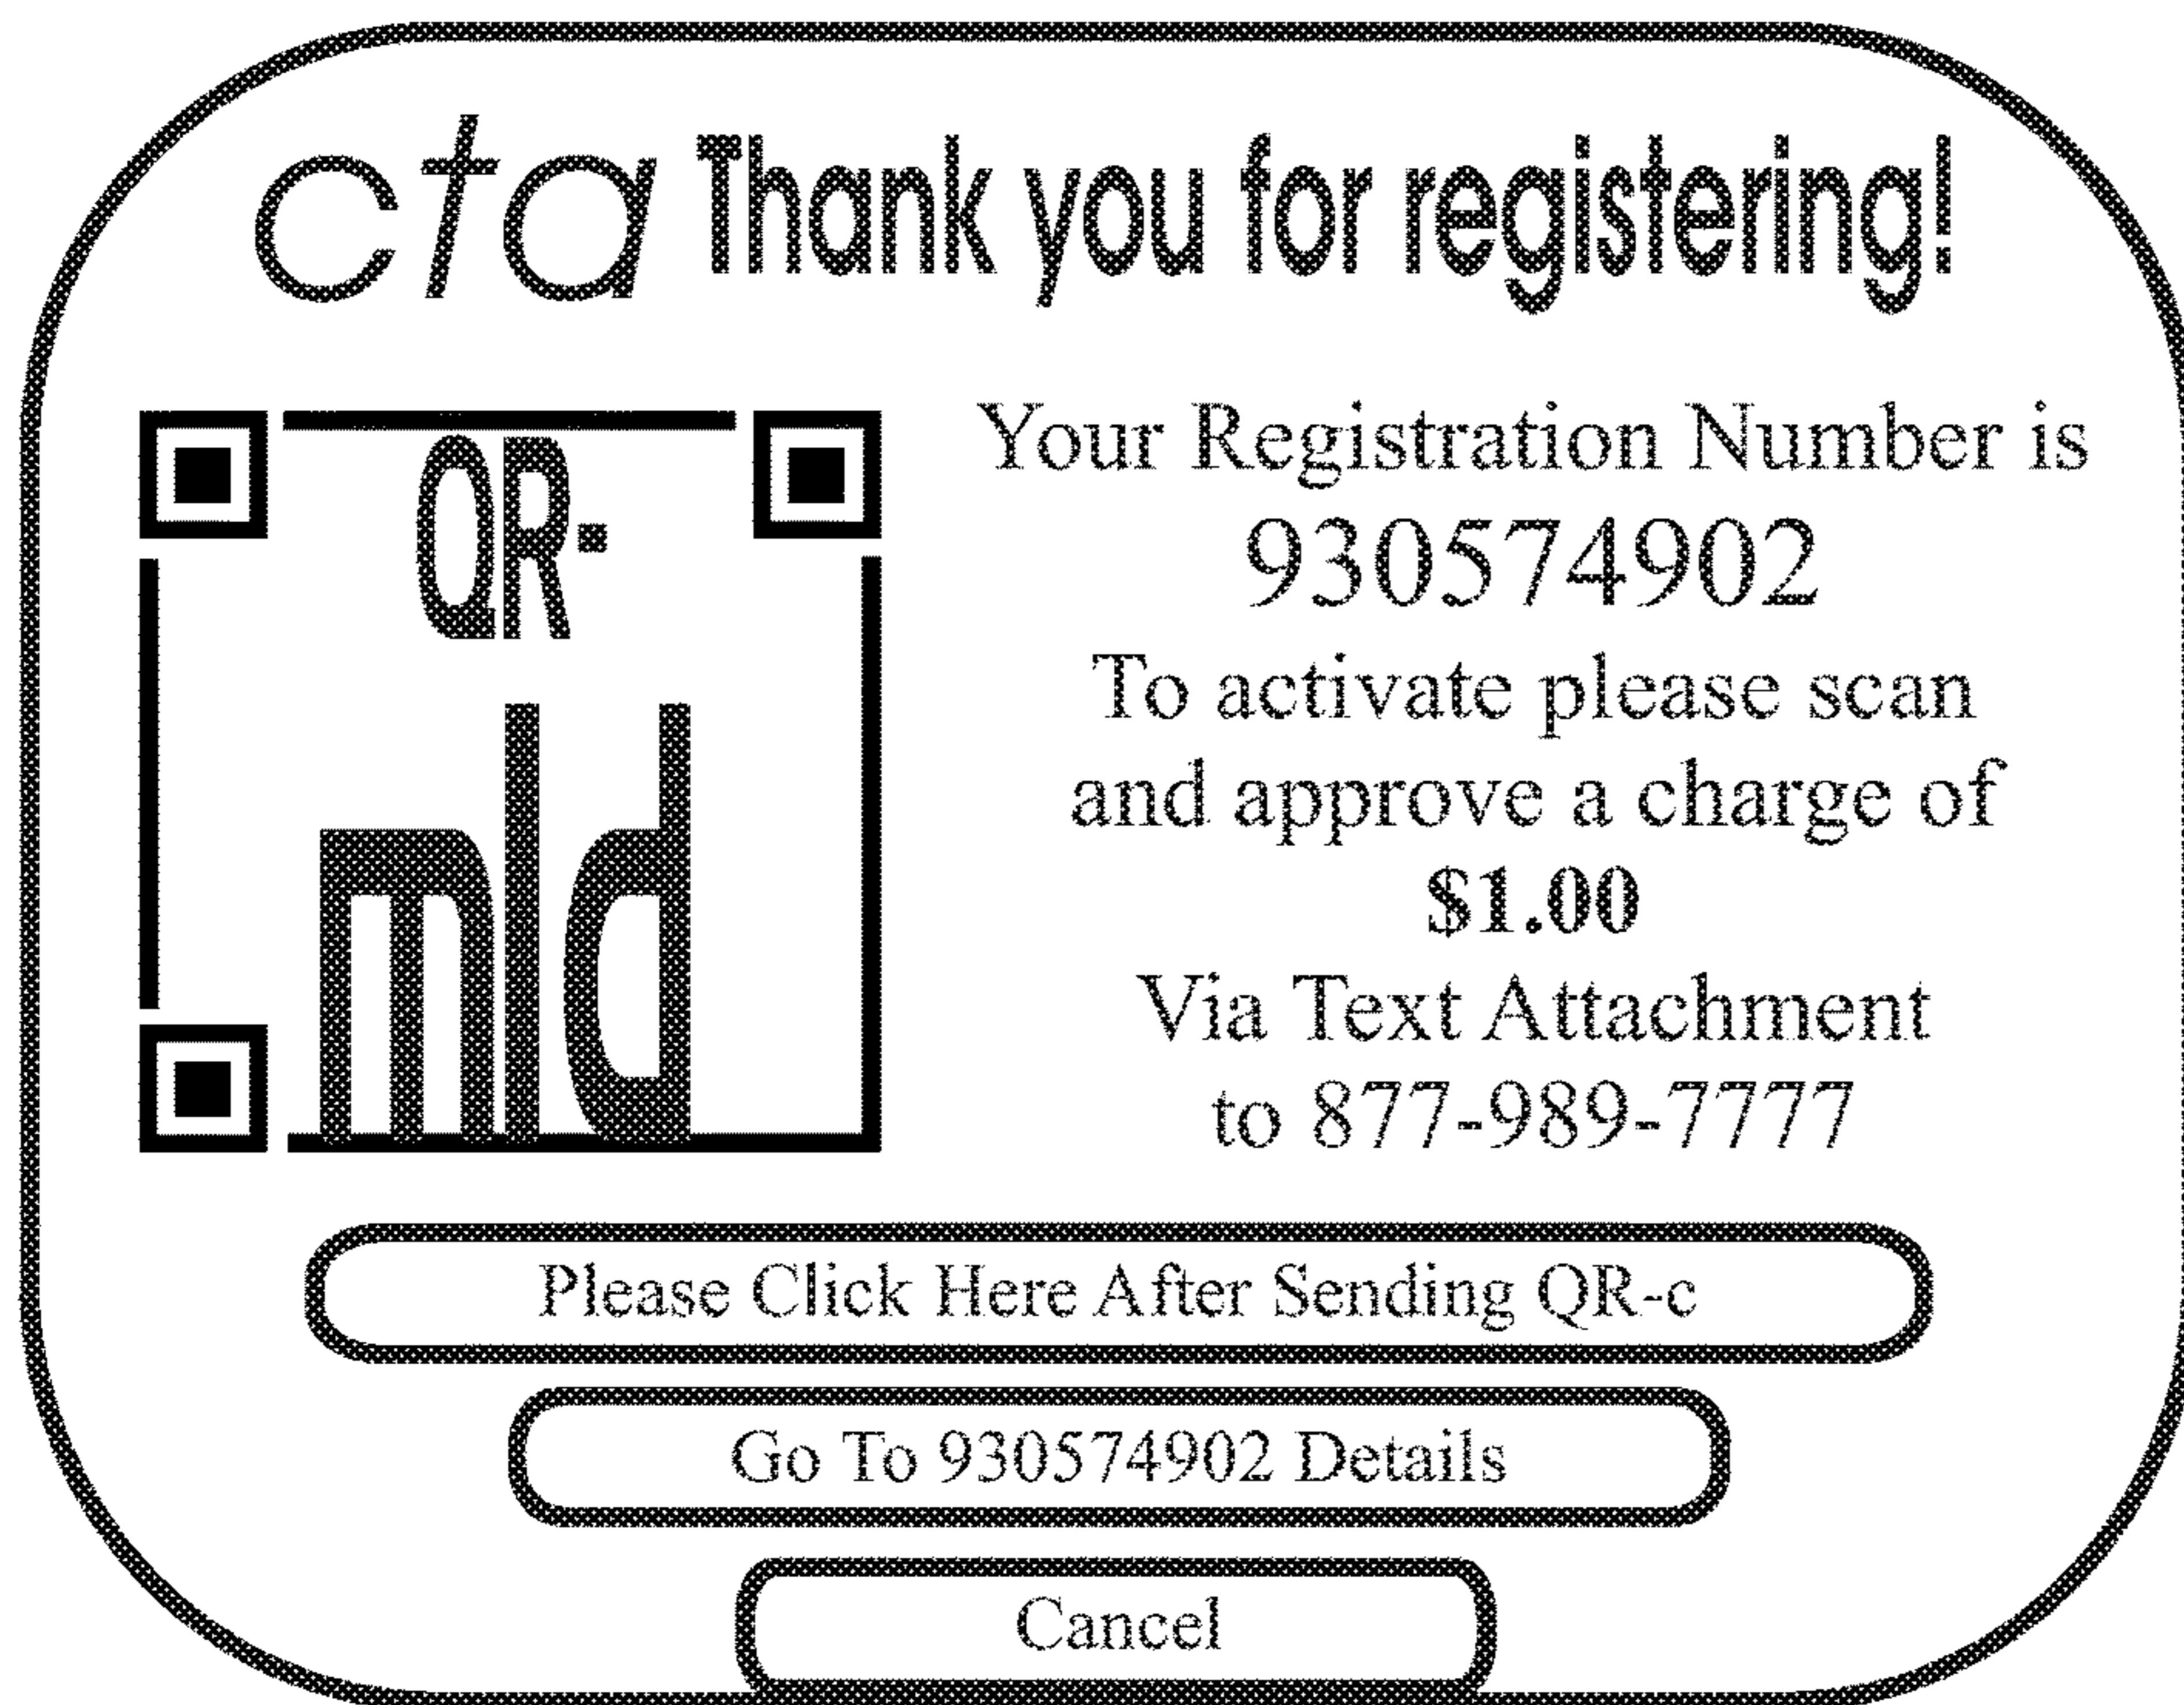 cta Thank you for registering!
QR-
mld
Your Registration Number is
930574902
To activate please scan
and approve a charge of
$1.00
Via Text Attachment
to 877-989-7777
Please Click Here After Sending QR-c
Go To 930574902 Details
Cancel